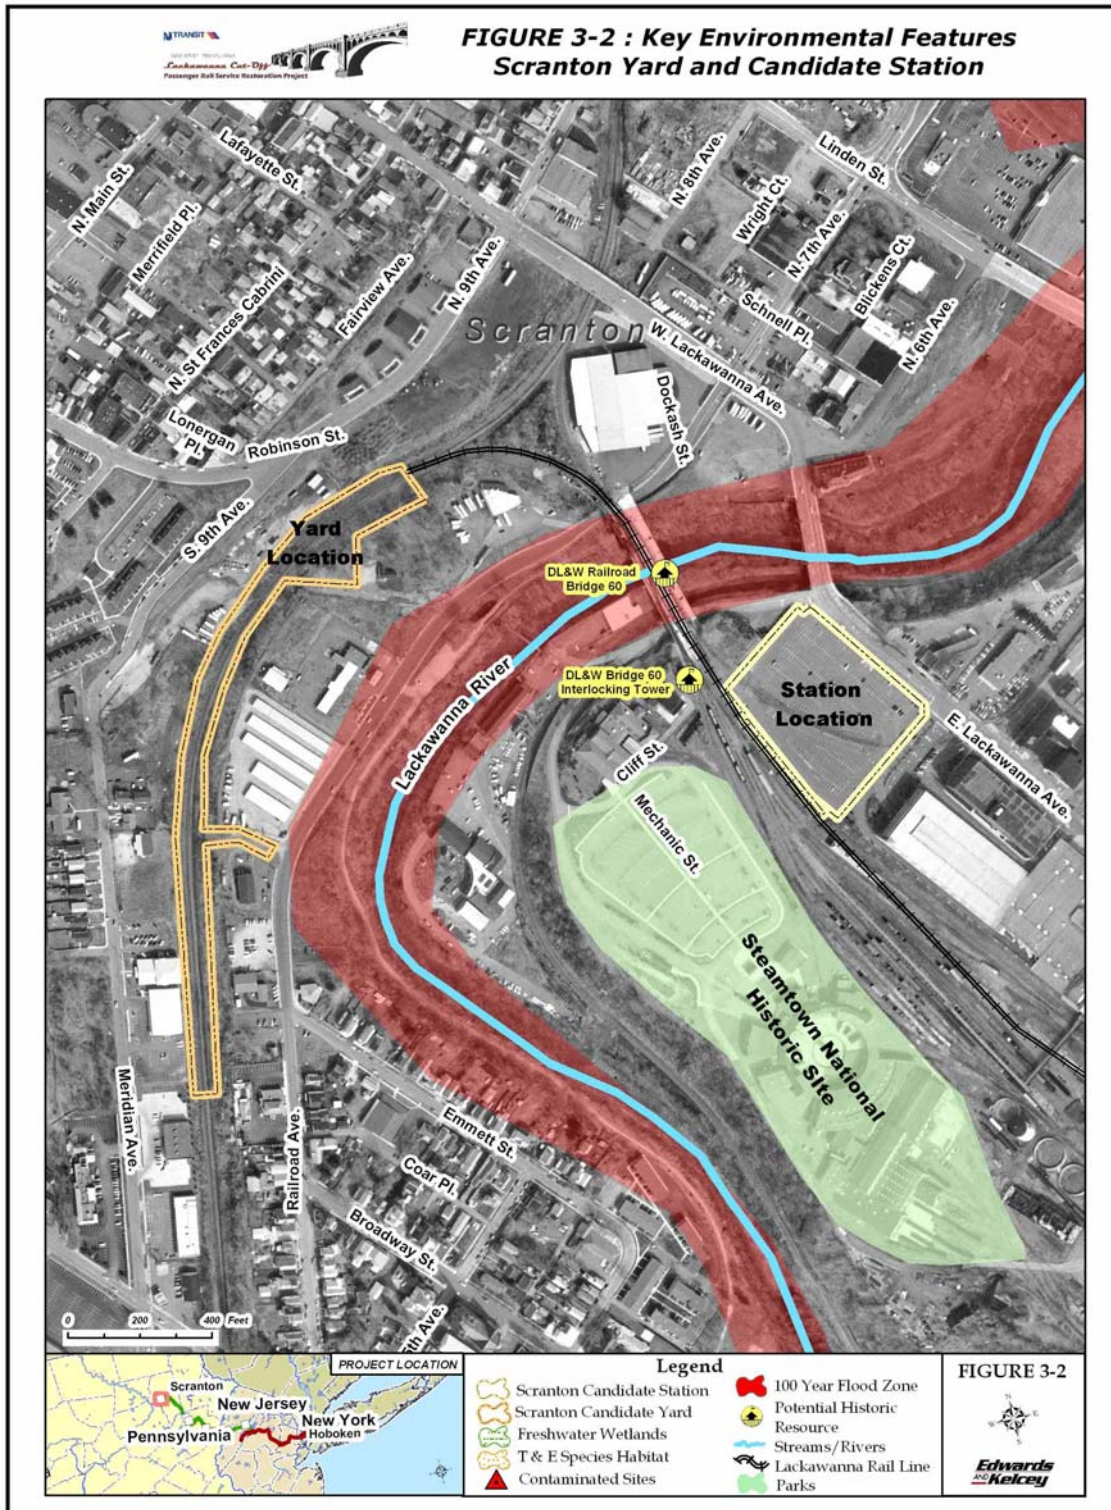 FIGURE 3-2 : Key Environmental Features
Scranton Yard and Candidate Station
NJ TRANSIT
Lackawanna Cut-Off
Passenger Rail Service Restoration Project
Lafayette St.
N. Main St.
Merrifield Pl.
N. St Frances Cabrini
Fairview Ave.
N. 9th Ave.
N. 8th Ave.
Linden St.
Wright Ct.
N. 7th Ave.
Blickens Ct.
Schnell Pl.
N. 6th Ave.
Scranton
W. Lackawanna Ave.
Dockash St.
Lonergan
Pl.
Robinson St.
S. 9th Ave.
Yard
Location
DL&W Railroad
Bridge 60
DL&W Bridge 60
Interlocking Tower
Lackawanna River
Station
Location
E. Lackawanna Ave.
Cliff St.
Mechanic St.
Steamtown National
Historic Site
Meridian Ave.
Railroad Ave.
Emmett St.
Coar Pl.
Broadway St.
5th Ave.
0 200 400 Feet
PROJECT LOCATION
Scranton
New Jersey
New York
Pennsylvania
Hoboken
Legend
Scranton Candidate Station
Scranton Candidate Yard
Freshwater Wetlands
T & E Species Habitat
Contaminated Sites
100 Year Flood Zone
Potential Historic
Resource
Streams/Rivers
Lackawanna Rail Line
Parks
FIGURE 3-2
Edwards
AND Kelcey